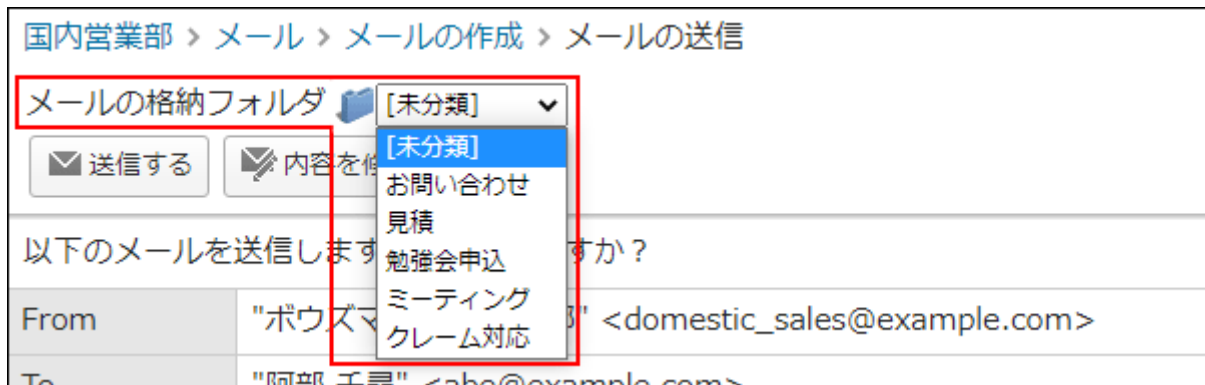 国内営業部 > メール > メールの作成 > メールの送信
メールの格納フォルダ [未分類]
[未分類]
お問い合わせ
見積
勉強会申込
ミーティング
クレーム対応
送信する 内容を
以下のメールを送信します すか？
From "ボウズマ " <domestic_sales@example.com>
To "阿部 千尋" <abe@example.com>